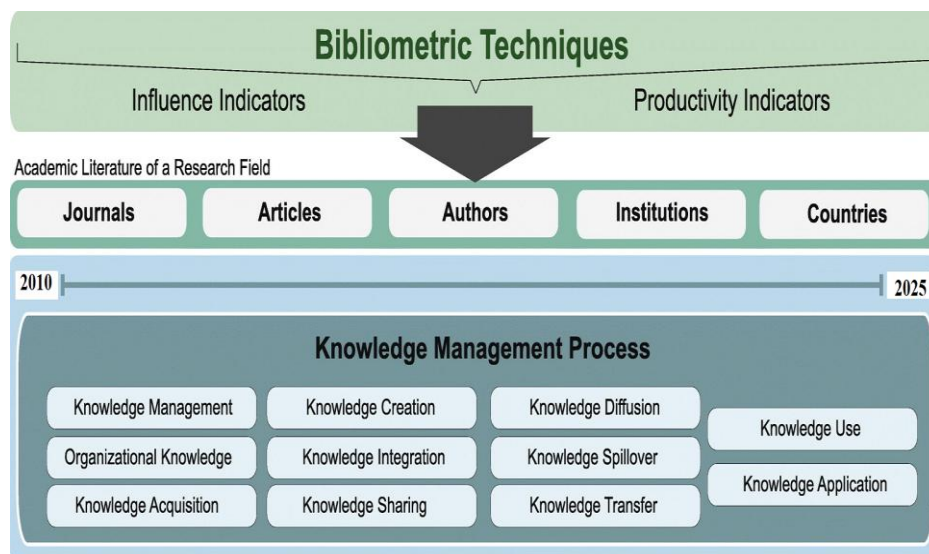 Bibliometric Techniques
Influence Indicators
Productivity Indicators
Academic Literature of a Research Field
Journals
Articles
Authors
Institutions
Countries
2010
2025
Knowledge Management Process
Knowledge Management
Knowledge Creation
Knowledge Diffusion
Knowledge Use
Organizational Knowledge
Knowledge Integration
Knowledge Spillover
Knowledge Application
Knowledge Acquisition
Knowledge Sharing
Knowledge Transfer